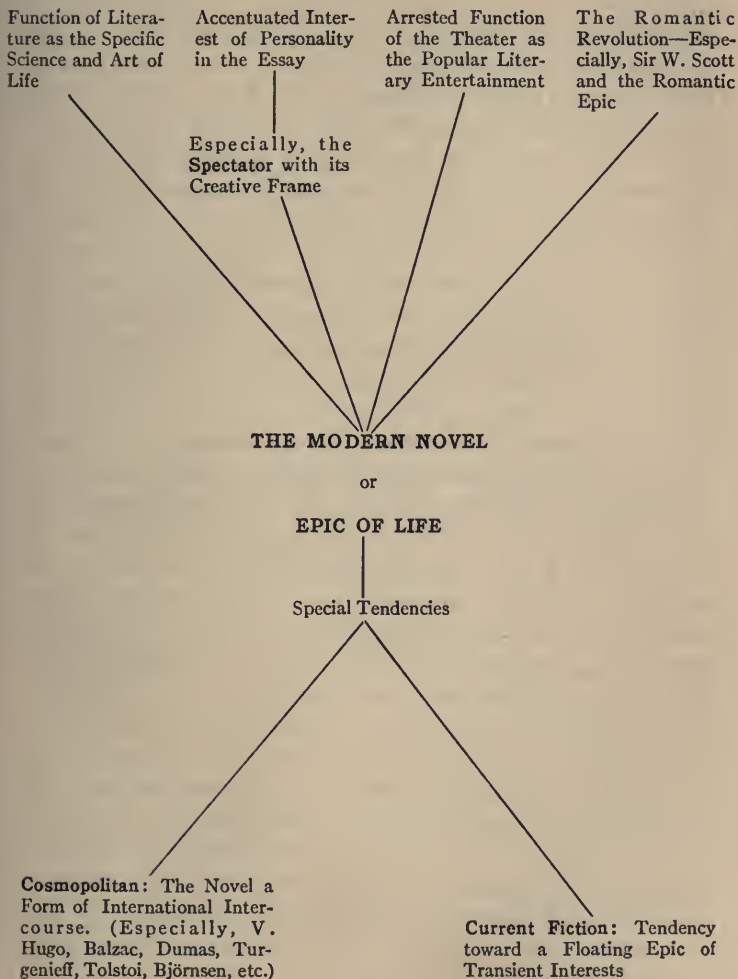 Function of Litera-
ture as the Specific
Science and Art of
Life
Accentuated Inter-
est of Personality
in the Essay
Especially, the
Spectator with its
Creative Frame
Arrested Function
of the Theater as
the Popular Liter-
ary Entertainment
The Romantic
Revolution—Espe-
cially, Sir W. Scott
and the Romantic
Epic
THE MODERN NOVEL
or
EPIC OF LIFE
Special Tendencies
Cosmopolitan: The Novel a
Form of International Inter-
course. (Especially, V.
Hugo, Balzac, Dumas, Tur-
genieff, Tolstoi, Björnsen, etc.)
Current Fiction: Tendency
toward a Floating Epic of
Transient Interests